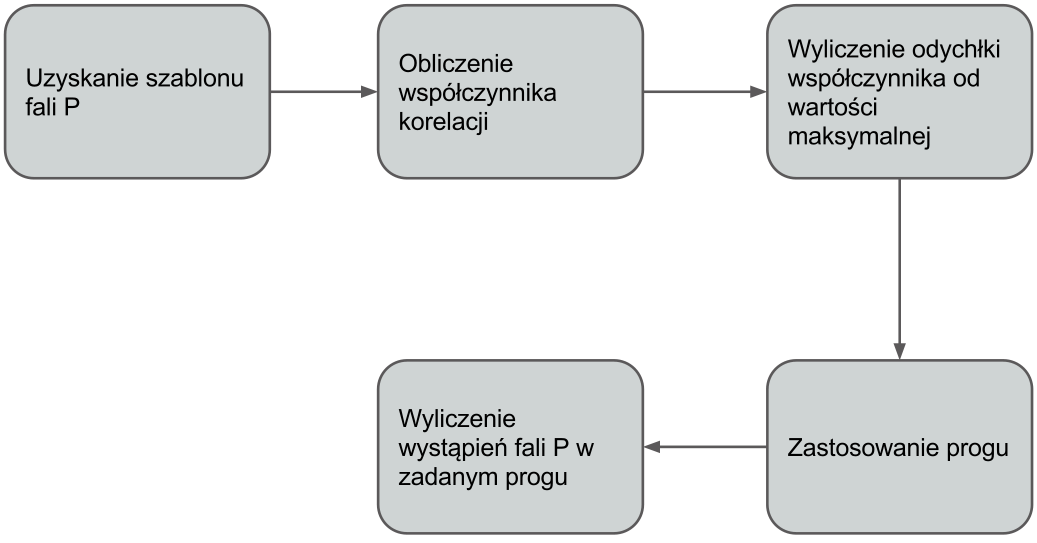 Uzyskanie szablonu
fali P
Obliczenie
współczynnika
korelacji
Wyliczenie odychłki
współczynnika od
wartości
maksymalnej
Zastosowanie progu
Wyliczenie
wystąpień fali P w
zadanym progu